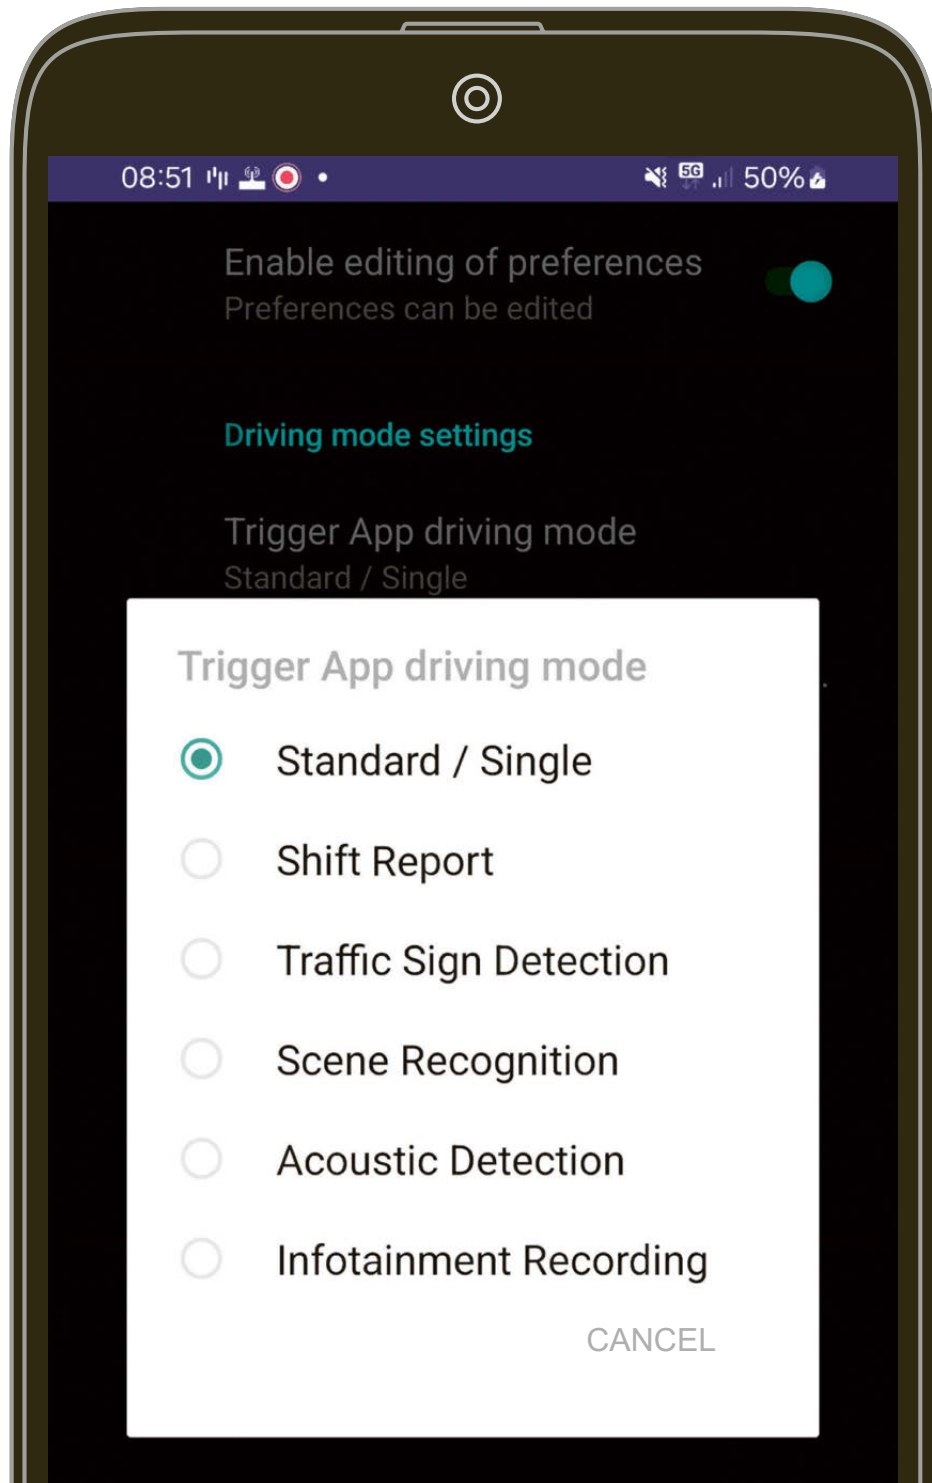 08:51
5G
50%
Enable editing of preferences
Preferences can be edited
Driving mode settings
Trigger App driving mode
Standard / Single
Trigger App driving mode
Standard / Single
Shift Report
Traffic Sign Detection
Scene Recognition
Acoustic Detection
Infotainment Recording
CANCEL